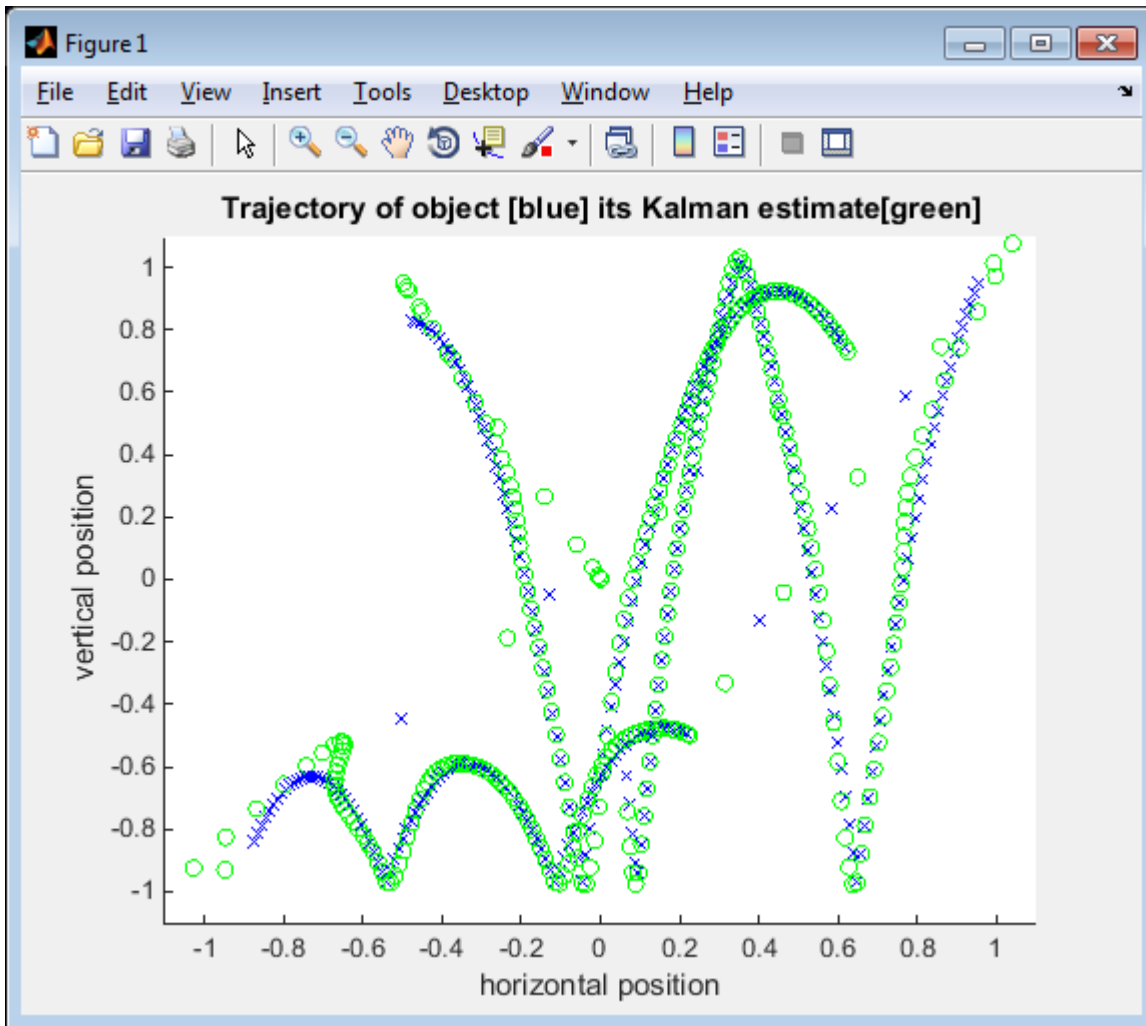 Figure 1
File Edit View Insert Tools Desktop Window Help
Trajectory of object [blue] its Kalman estimate[green]
1
0.8
0.6
0.4
0.2
0
-0.2
-0.4
-0.6
-0.8
-1
vertical position
-1 -0.8 -0.6 -0.4 -0.2 0 0.2 0.4 0.6 0.8 1
horizontal position